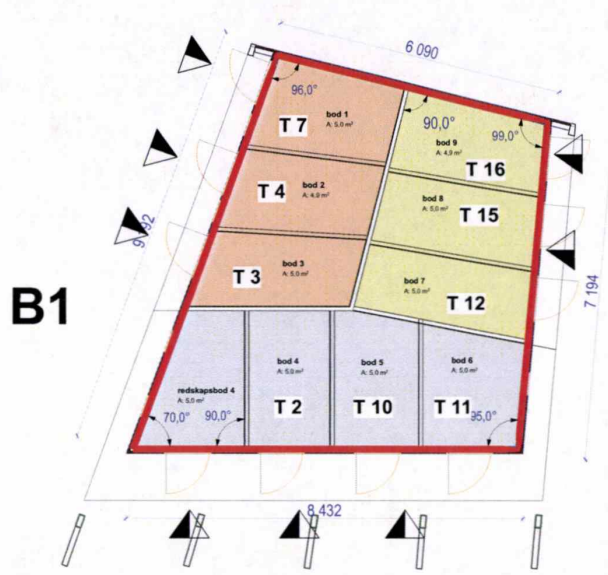 6 090
96,0°
bod 1
A: 5,0 m²
T 7
90,0°
99,0°
bod 9
A: 4,9 m²
T 16
bod 2
A: 4,9 m²
T 4
bod 8
A: 5,0 m²
T 15
bod 3
A: 5,0 m²
T 3
bod 7
A: 5,0 m²
T 12
B1
7 194
redskapsbod 4
A: 5,0 m²
70,0°
90,0°
bod 4
A: 5,0 m²
T 2
bod 5
A: 5,0 m²
T 10
bod 6
A: 5,0 m²
T 11
95,0°
8 432